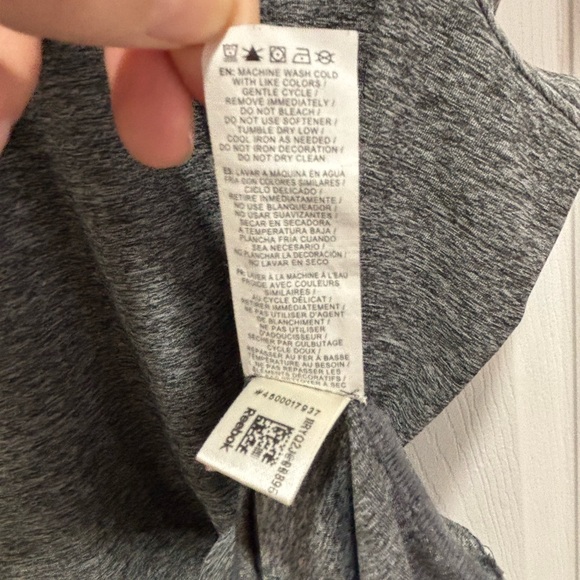 EN: MACHINE WASH COLD
WITH LIKE COLORS /
GENTLE CYCLE /
REMOVE IMMEDIATELY /
DO NOT BLEACH /
DO NOT USE SOFTENER /
TUMBLE DRY LOW /
COOL IRON AS NEEDED /
DO NOT IRON DECORATION /
DO NOT DRY CLEAN
ES: LAVAR A MÁQUINA EN AGUA
FRÍA CON COLORES SIMILARES /
CICLO DELICADO /
RETIRE INMEDIATAMENTE /
NO USE BLANQUEADOR /
NO USAR SUAVIZANTES /
SECAR EN SECADORA
A TEMPERATURA BAJA /
PLANCHA FRÍA CUANDO
SEA NECESARIO /
NO PLANCHAR LA DECORACIÓN /
NO LAVAR EN SECO
FR: LAVER À LA MACHINE À L'EAU
FROIDE AVEC COULEURS
SIMILAIRES /
AU CYCLE DÉLICAT /
RETIRER IMMÉDIATEMENT /
NE PAS UTILISER D'AGENT
DE BLANCHIMENT /
NE PAS UTILISER
D'ADOUCISSEUR /
SÉCHER PAR CULBUTAGE
CYCLE DOUX /
REPASSER AU FER À BASSE
TEMPÉRATURE AU BESOIN /
NE PAS REPASSER LES
ÉLÉMENTS DÉCORATIFS /
À SEC
#4500017937
Reebok